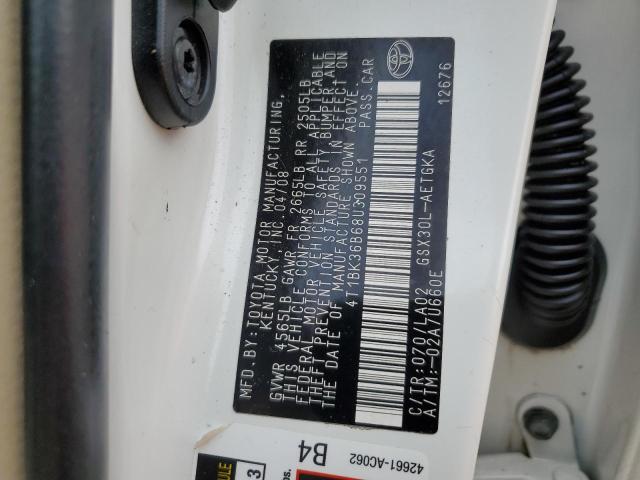 MFD. BY: TOYOTA MOTOR MANUFACTURING,
KENTUCKY, INC. 04/08
GVWR 4565LB GAWR FR 2665LB RR 2505LB
THIS VEHICLE CONFORMS TO ALL APPLICABLE
FEDERAL MOTOR VEHICLE SAFETY, BUMPER, AND
THEFT PREVENTION STANDARDS IN EFFECT ON
THE DATE OF MANUFACTURE SHOWN ABOVE.
4T1BK36B68U309551 PASS. CAR
C/TR: 070/LA02 GSX30L-AETGKA
A/TM: -02A/U660E
12676
42661-AC062
B4
3